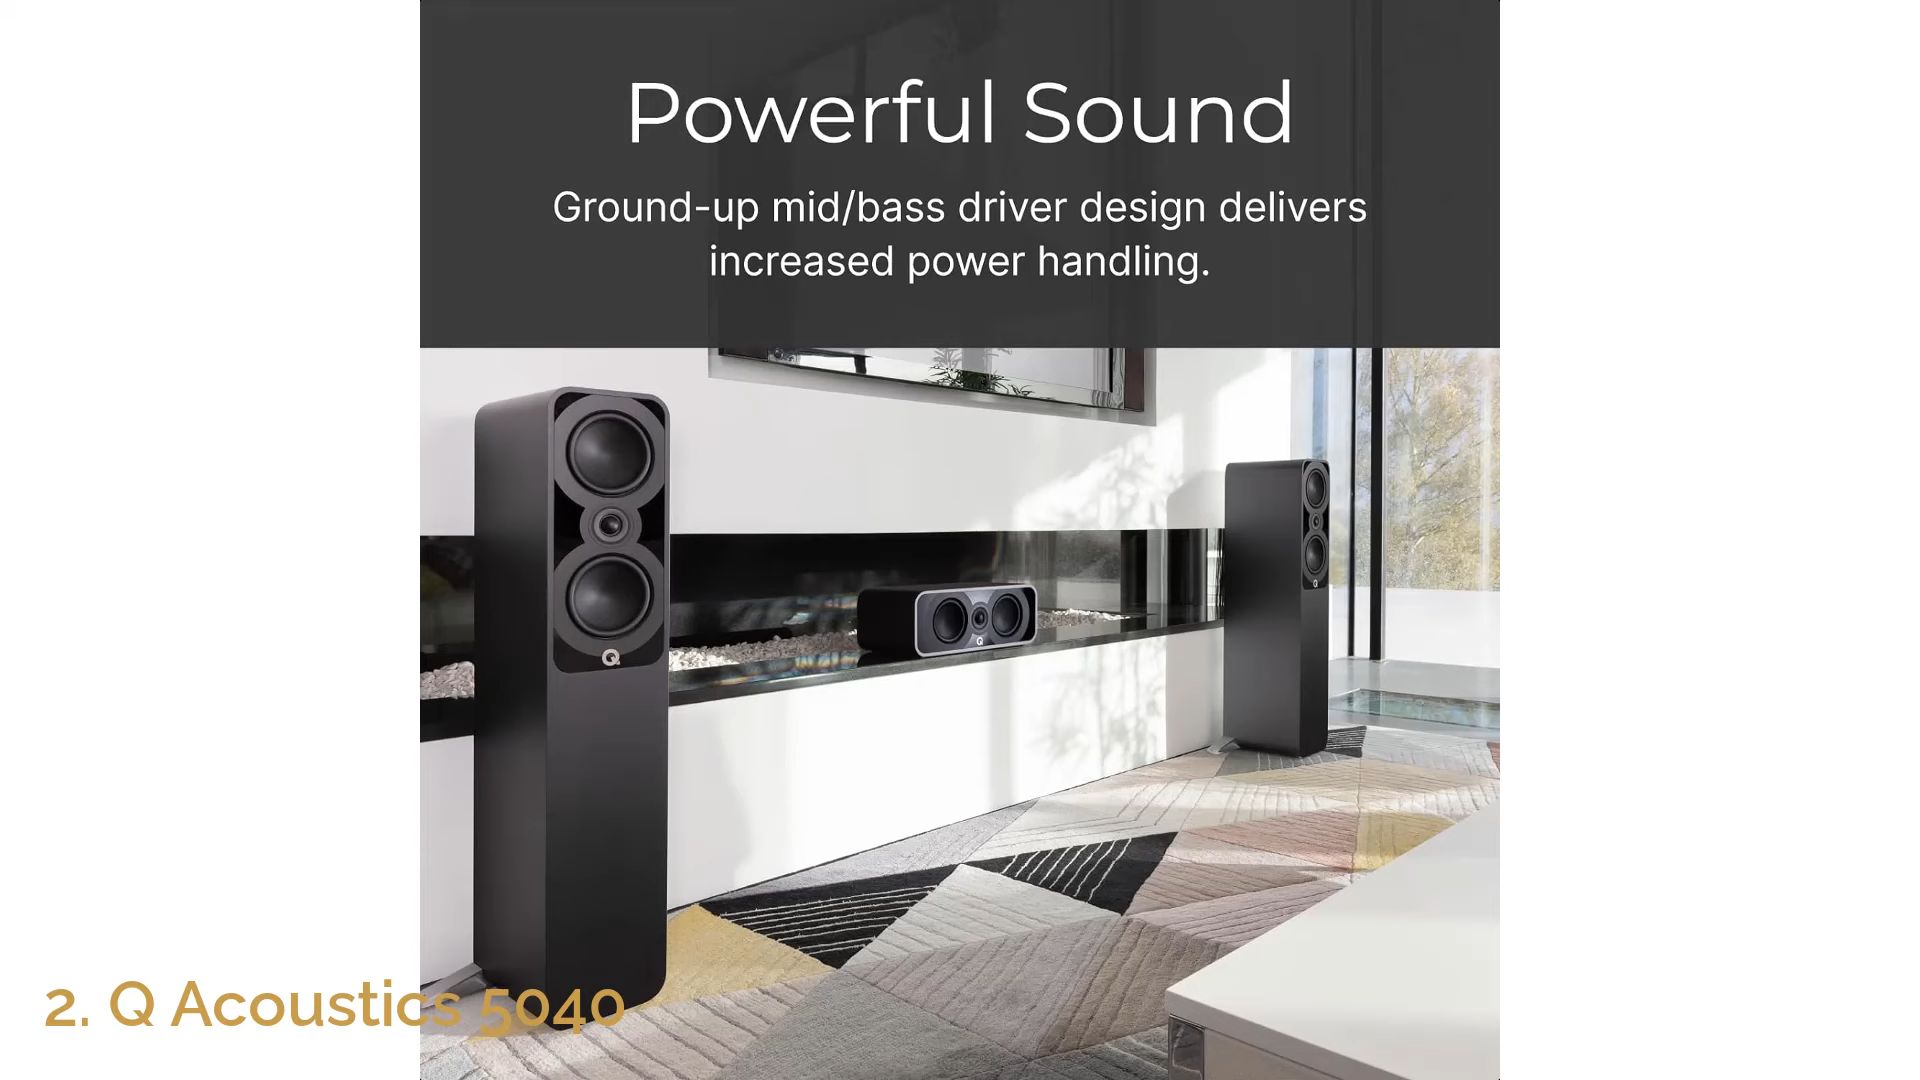 Powerful Sound
Ground-up mid/bass driver design delivers
increased power handling.
Q
Q
Q
2. Q Acoustics 5040